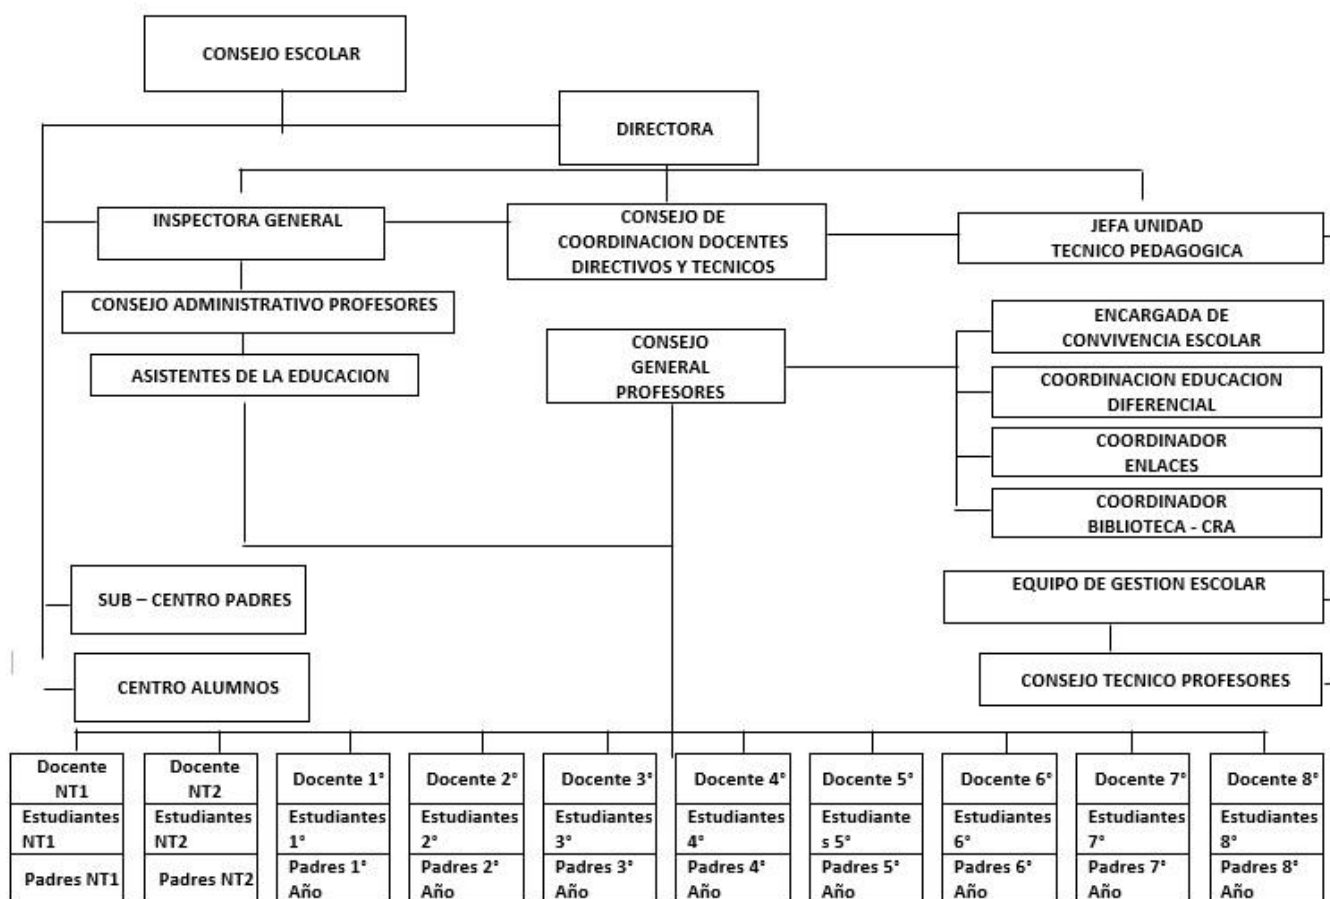 CONSEJO ESCOLAR
DIRECTORA
INSPECTORA GENERAL
CONSEJO DE
COORDINACION DOCENTES
DIRECTIVOS Y TECNICOS
JEFA UNIDAD
TECNICO PEDAGOGICA
CONSEJO ADMINISTRATIVO PROFESORES
ASISTENTES DE LA EDUCACION
CONSEJO
GENERAL
PROFESORES
ENCARGADA DE
CONVIVENCIA ESCOLAR
COORDINACION EDUCACION
DIFERENCIAL
COORDINADOR
ENLACES
COORDINADOR
BIBLIOTECA - CRA
SUB – CENTRO PADRES
EQUIPO DE GESTION ESCOLAR
CENTRO ALUMNOS
CONSEJO TECNICO PROFESORES
Docente
NT1
Estudiantes
NT1
Padres NT1
Docente
NT2
Estudiantes
NT2
Padres NT2
Docente 1°
Estudiantes
1°
Padres 1°
Año
Docente 2°
Estudiantes
2°
Padres 2°
Año
Docente 3°
Estudiantes
3°
Padres 3°
Año
Docente 4°
Estudiantes
4°
Padres 4°
Año
Docente 5°
Estudiante
s 5°
Padres 5°
Año
Docente 6°
Estudiantes
6°
Padres 6°
Año
Docente 7°
Estudiantes
7°
Padres 7°
Año
Docente 8°
Estudiantes
8°
Padres 8°
Año